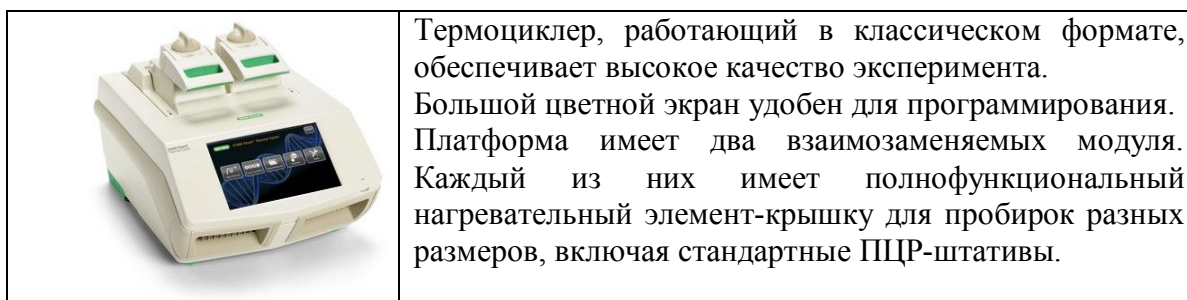 Термоциклер, работающий в классическом формате,
обеспечивает высокое качество эксперимента.
Большой цветной экран удобен для программирования.
Платформа имеет два взаимозаменяемых модуля.
Каждый из них имеет полнофункциональный
нагревательный элемент-крышку для пробирок разных
размеров, включая стандартные ПЦР-штативы.